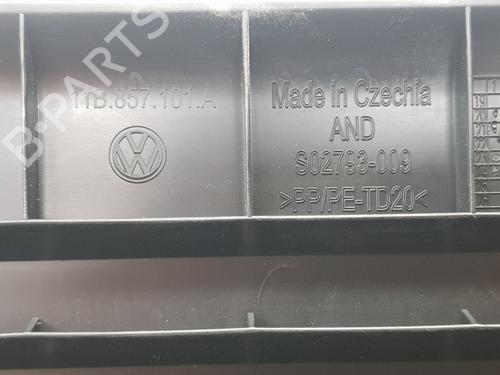 B-PARTS
11B.857.101.A
Made in Czechia
AND
S02793-009
>PP/PE-TD20<